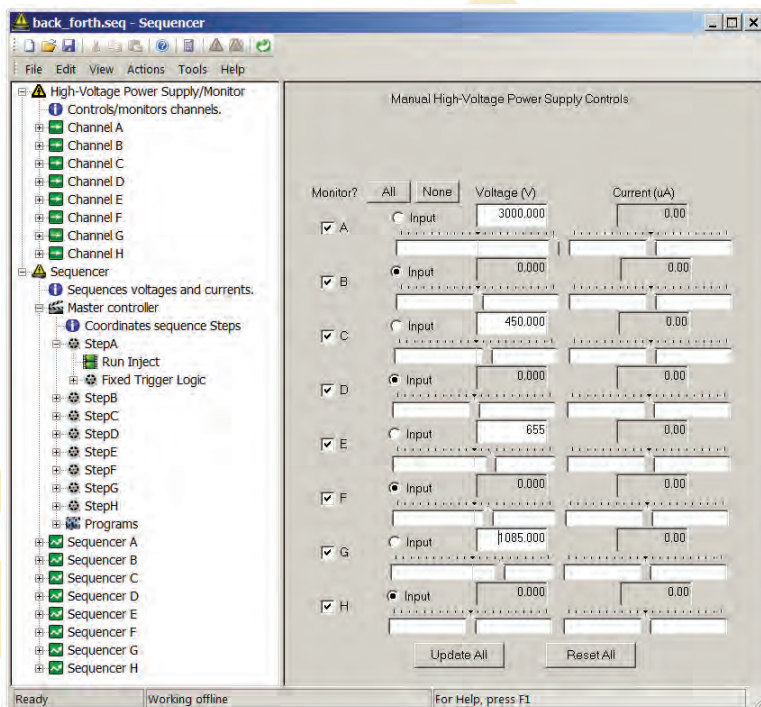 back_forth.seq - Sequencer
File Edit View Actions Tools Help
High-Voltage Power Supply/Monitor
Controls/monitors channels.
Channel A
Channel B
Channel C
Channel D
Channel E
Channel F
Channel G
Channel H
Sequencer
Sequences voltages and currents.
Master controller
Coordinates sequence Steps
StepA
Run Inject
Fixed Trigger Logic
StepB
StepC
StepD
StepE
StepF
StepG
StepH
Programs
Sequencer A
Sequencer B
Sequencer C
Sequencer D
Sequencer E
Sequencer F
Sequencer G
Sequencer H
Manual High-Voltage Power Supply Controls
Monitor? All None Voltage (V) Current (uA)
A Input 3000.000 0.00
B Input 0.000 0.00
C Input 450.000 0.00
D Input 0.000 0.00
E Input 655 0.00
F Input 0.000 0.00
G Input 1085.000 0.00
H Input 0.000 0.00
Update All Reset All
Ready Working offline For Help, press F1